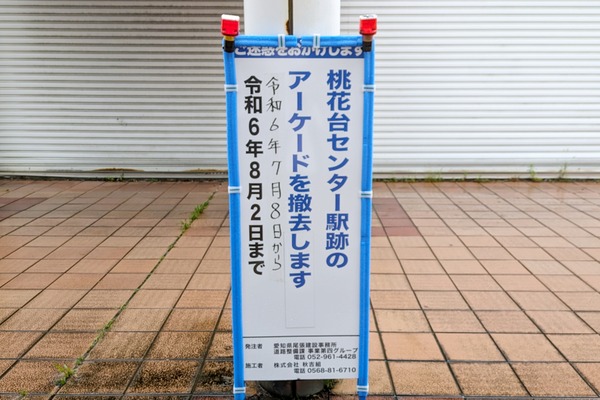 ご迷惑をおかけします
桃花台センター駅跡の
アーケードを撤去します
令和6年7月8日から
令和6年8月2日まで
発注者 愛知県尾張建設事務所
道路整備課 事業第四グループ
電話 052-961-4428
施工者 株式会社 秋吉組
電話 0568-81-6710